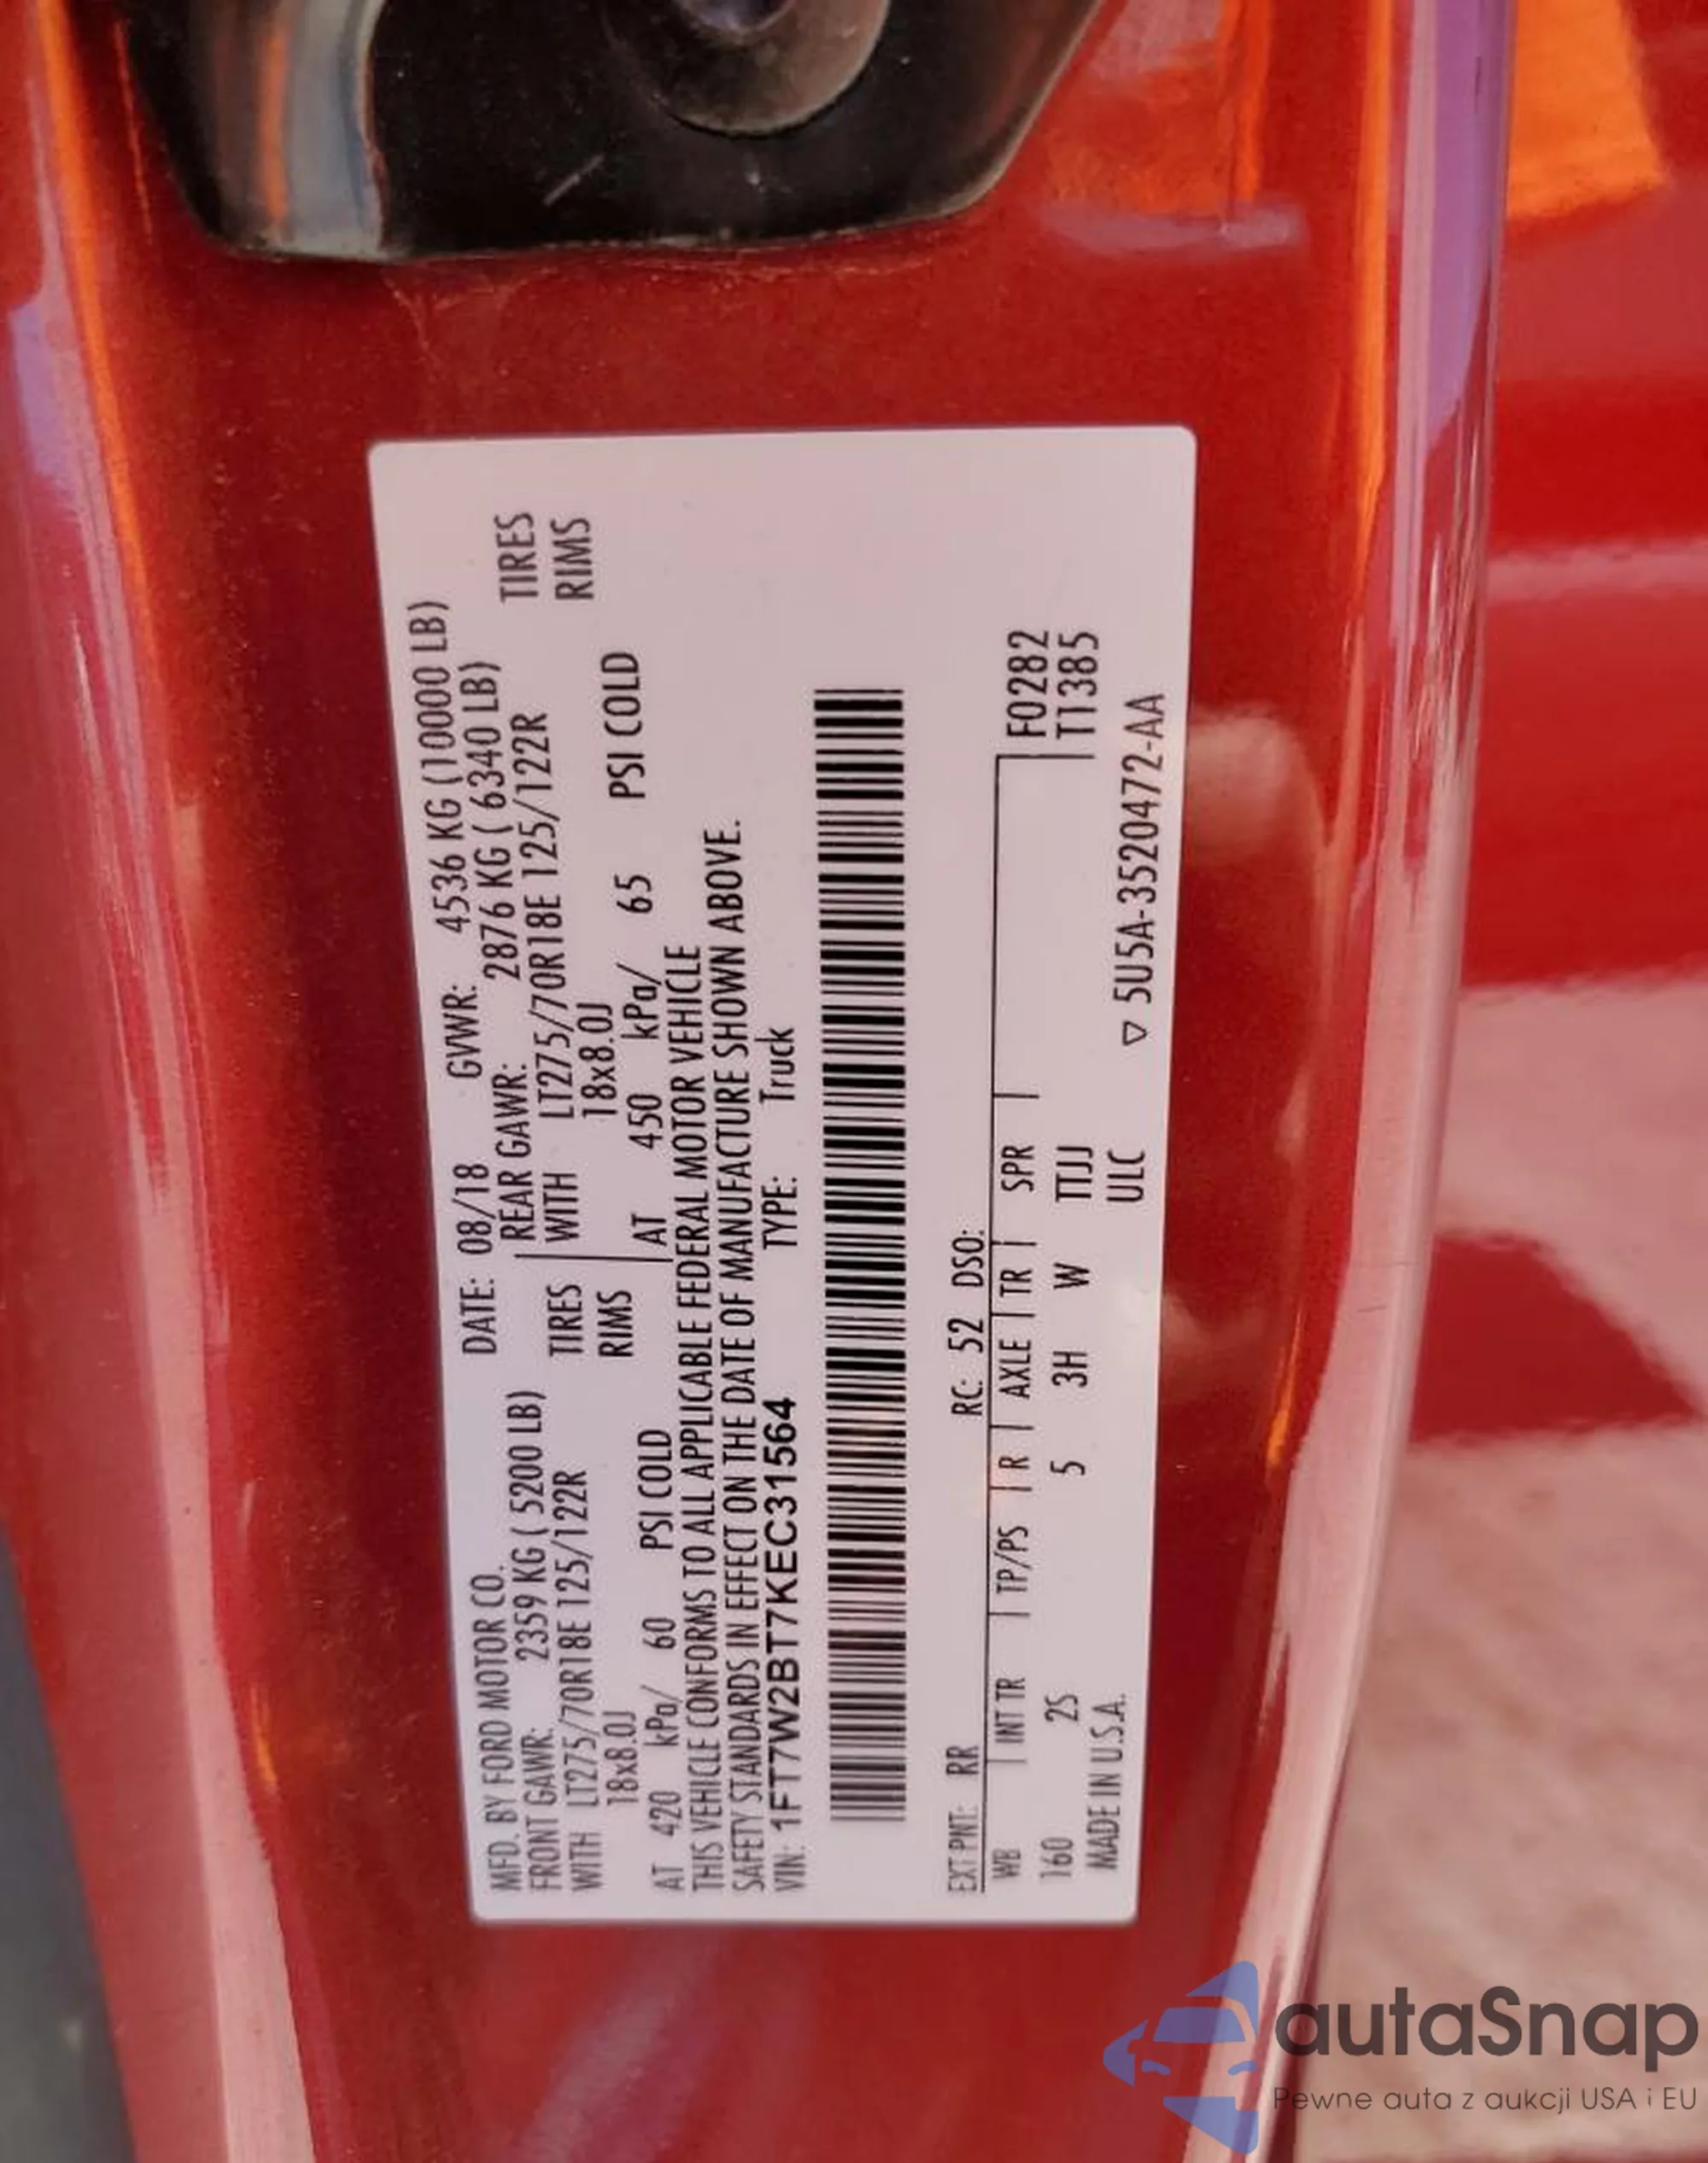 MFD. BY FORD MOTOR CO. DATE: 08/18 GVWR: 4536 KG (10000 LB)
FRONT GAWR: 2359 KG ( 5200 LB) REAR GAWR: 2876 KG ( 6340 LB)
WITH LT275/70R18E 125/122R TIRES WITH LT275/70R18E 125/122R TIRES
18x8.0J RIMS 18x8.0J RIMS
AT 420 kPa/ 60 PSI COLD AT 450 kPa/ 65 PSI COLD
THIS VEHICLE CONFORMS TO ALL APPLICABLE FEDERAL MOTOR VEHICLE
SAFETY STANDARDS IN EFFECT ON THE DATE OF MANUFACTURE SHOWN ABOVE.
VIN: 1FT7W2BT7KEC31564 TYPE: Truck
EXT PNT: RR RC: 52 DSO:
WB | INT TR | TP/PS | R | AXLE | TR | SPR | F0282
160 2S 5 3H W TTJJ T1385
MADE IN U.S.A. ULC ▽ 5U5A-3520472-AA
autaSnap
Pewne auta z aukcji USA i EU